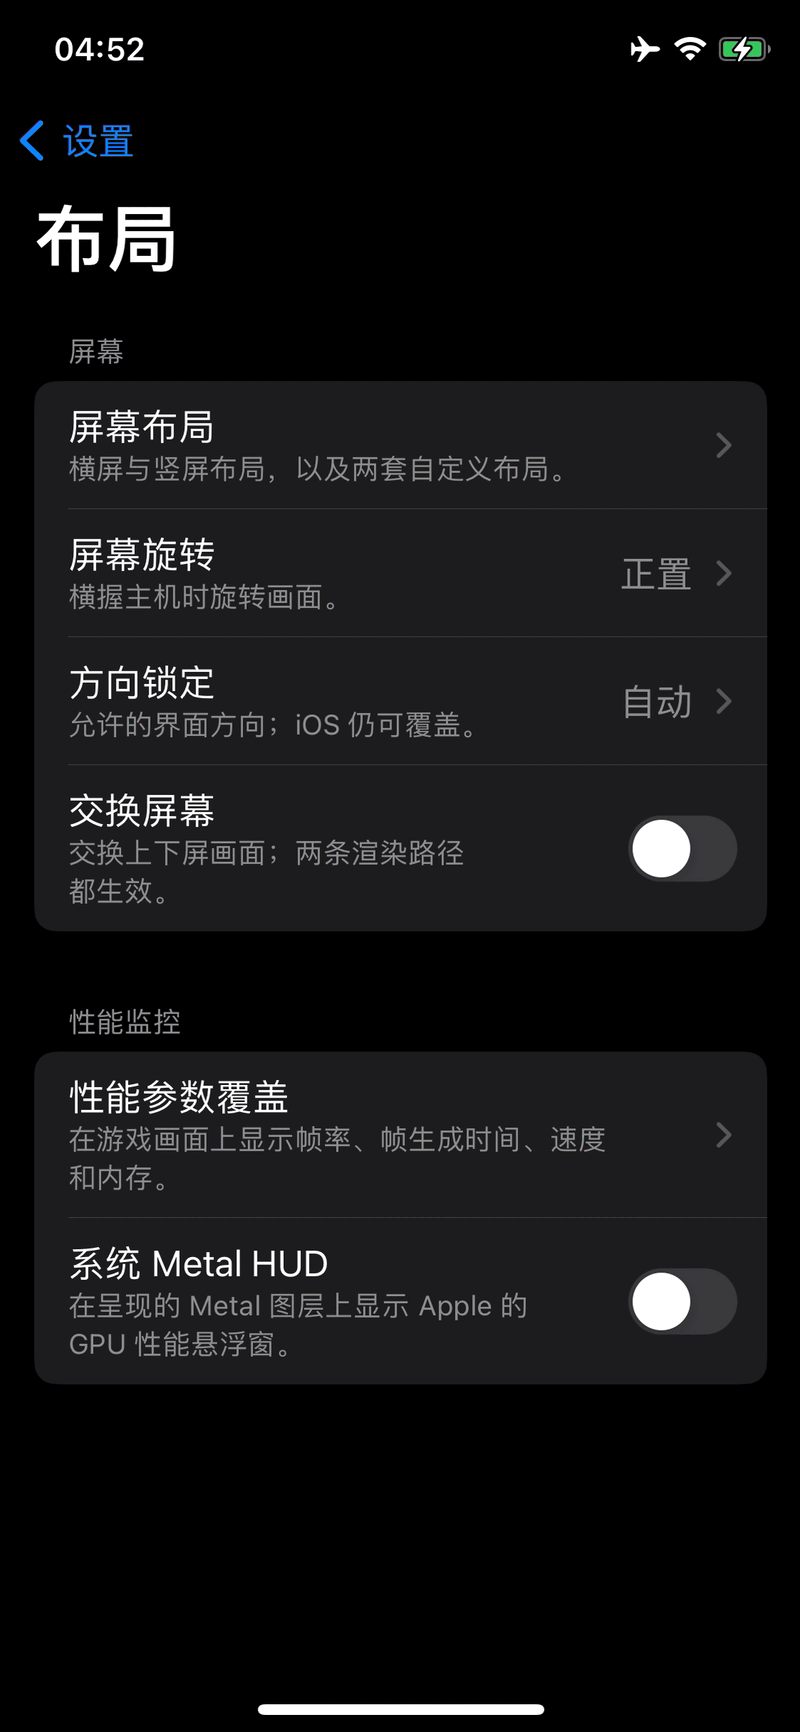 04:52
设置
布局
屏幕
屏幕布局
横屏与竖屏布局，以及两套自定义布局。
屏幕旋转
横握主机时旋转画面。
正置
方向锁定
允许的界面方向；iOS 仍可覆盖。
自动
交换屏幕
交换上下屏画面；两条渲染路径
都生效。
性能监控
性能参数覆盖
在游戏画面上显示帧率、帧生成时间、速度
和内存。
系统 Metal HUD
在呈现的 Metal 图层上显示 Apple 的
GPU 性能悬浮窗。